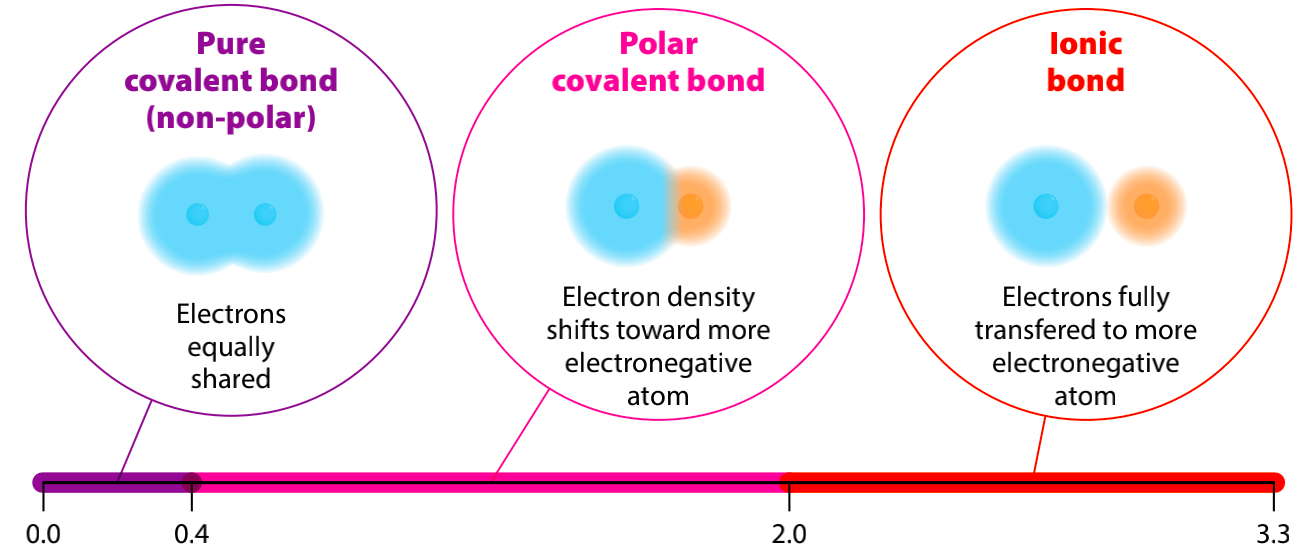 Pure
covalent bond
(non-polar)
Electrons
equally
shared
Polar
covalent bond
Electron density
shifts toward more
electronegative
atom
Ionic
bond
Electrons fully
transfered to more
electronegative
atom
0.0
0.4
2.0
3.3